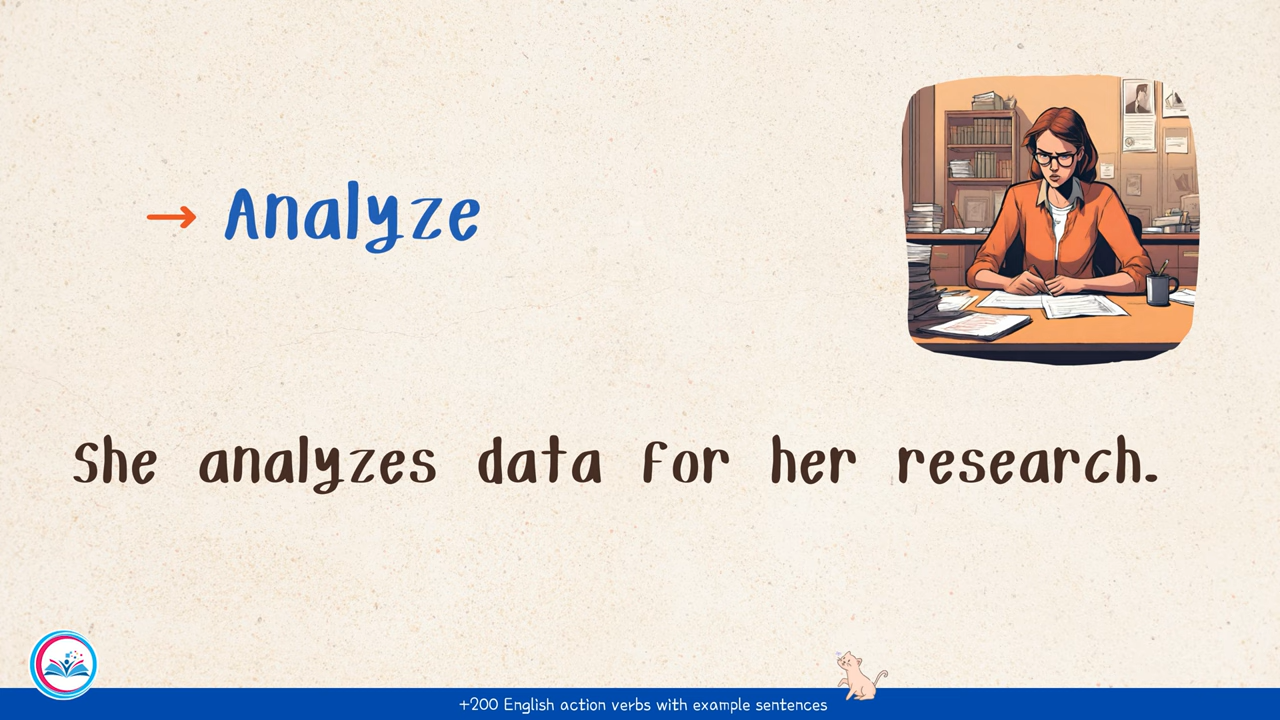 → Analyze
She analyzes data for her research.
+200 English action verbs with example sentences